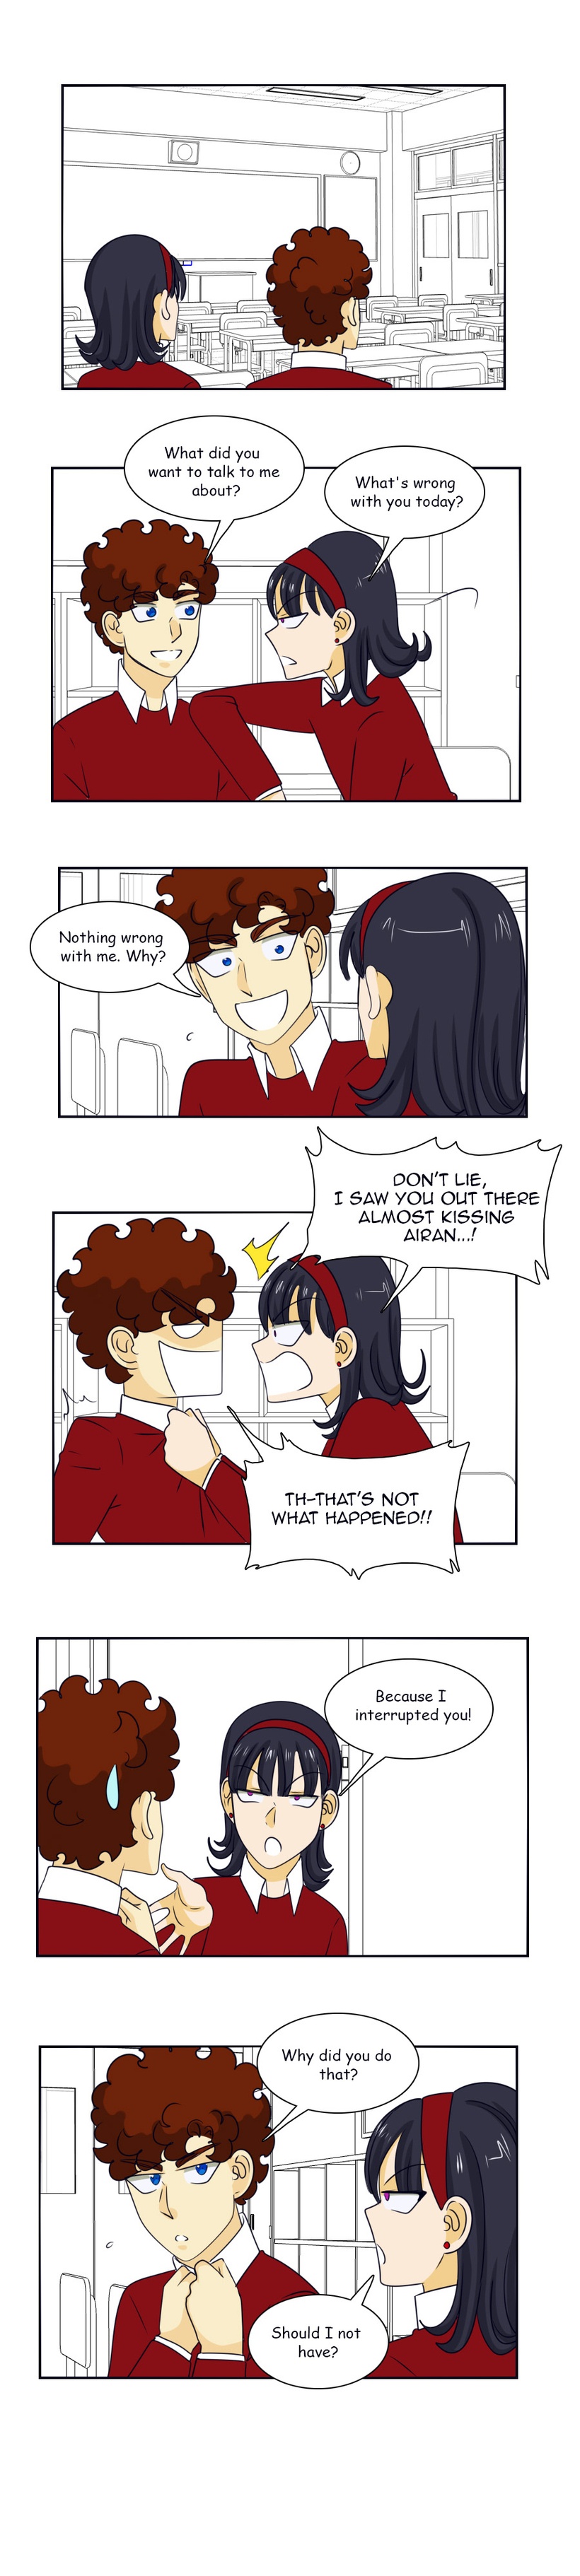 What did you
want to talk to me
about?
What's wrong
with you today?
Nothing wrong
with me. Why?
DON'T LIE,
I SAW YOU OUT THERE
ALMOST KISSING
AIRAN...!
TH-THAT'S NOT
WHAT HAPPENED!!
Because I
interrupted you!
Why did you do
that?
Should I not
have?